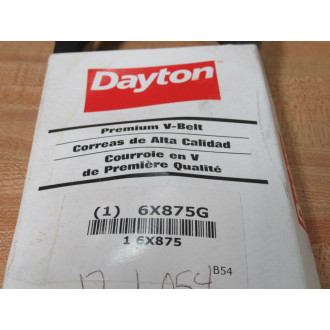 Dayton
Premium V-Belt
Correas de Alta Calidad
Courroie en V
de Première Qualité
(1) 6X875G
1 6X875
B54